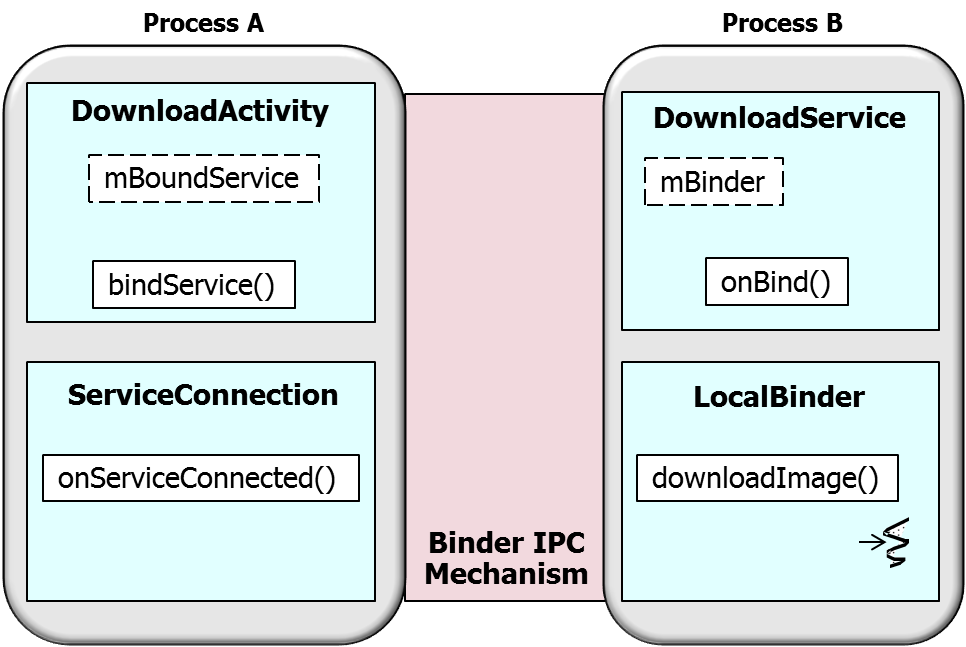 Process A
Process B
DownloadActivity
mBoundService
bindService()
ServiceConnection
onServiceConnected()
Binder IPC
Mechanism
DownloadService
mBinder
onBind()
LocalBinder
downloadImage()